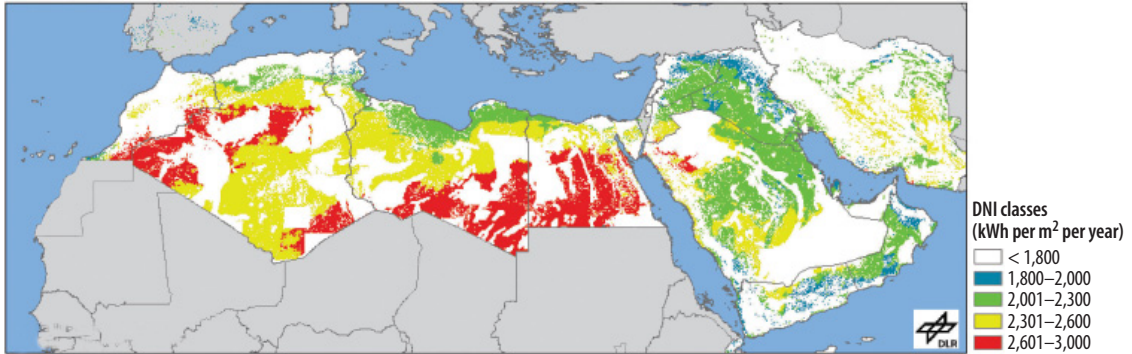 DNI classes
(kWh per m² per year)
< 1,800
1,800–2,000
2,001–2,300
2,301–2,600
2,601–3,000
DLR